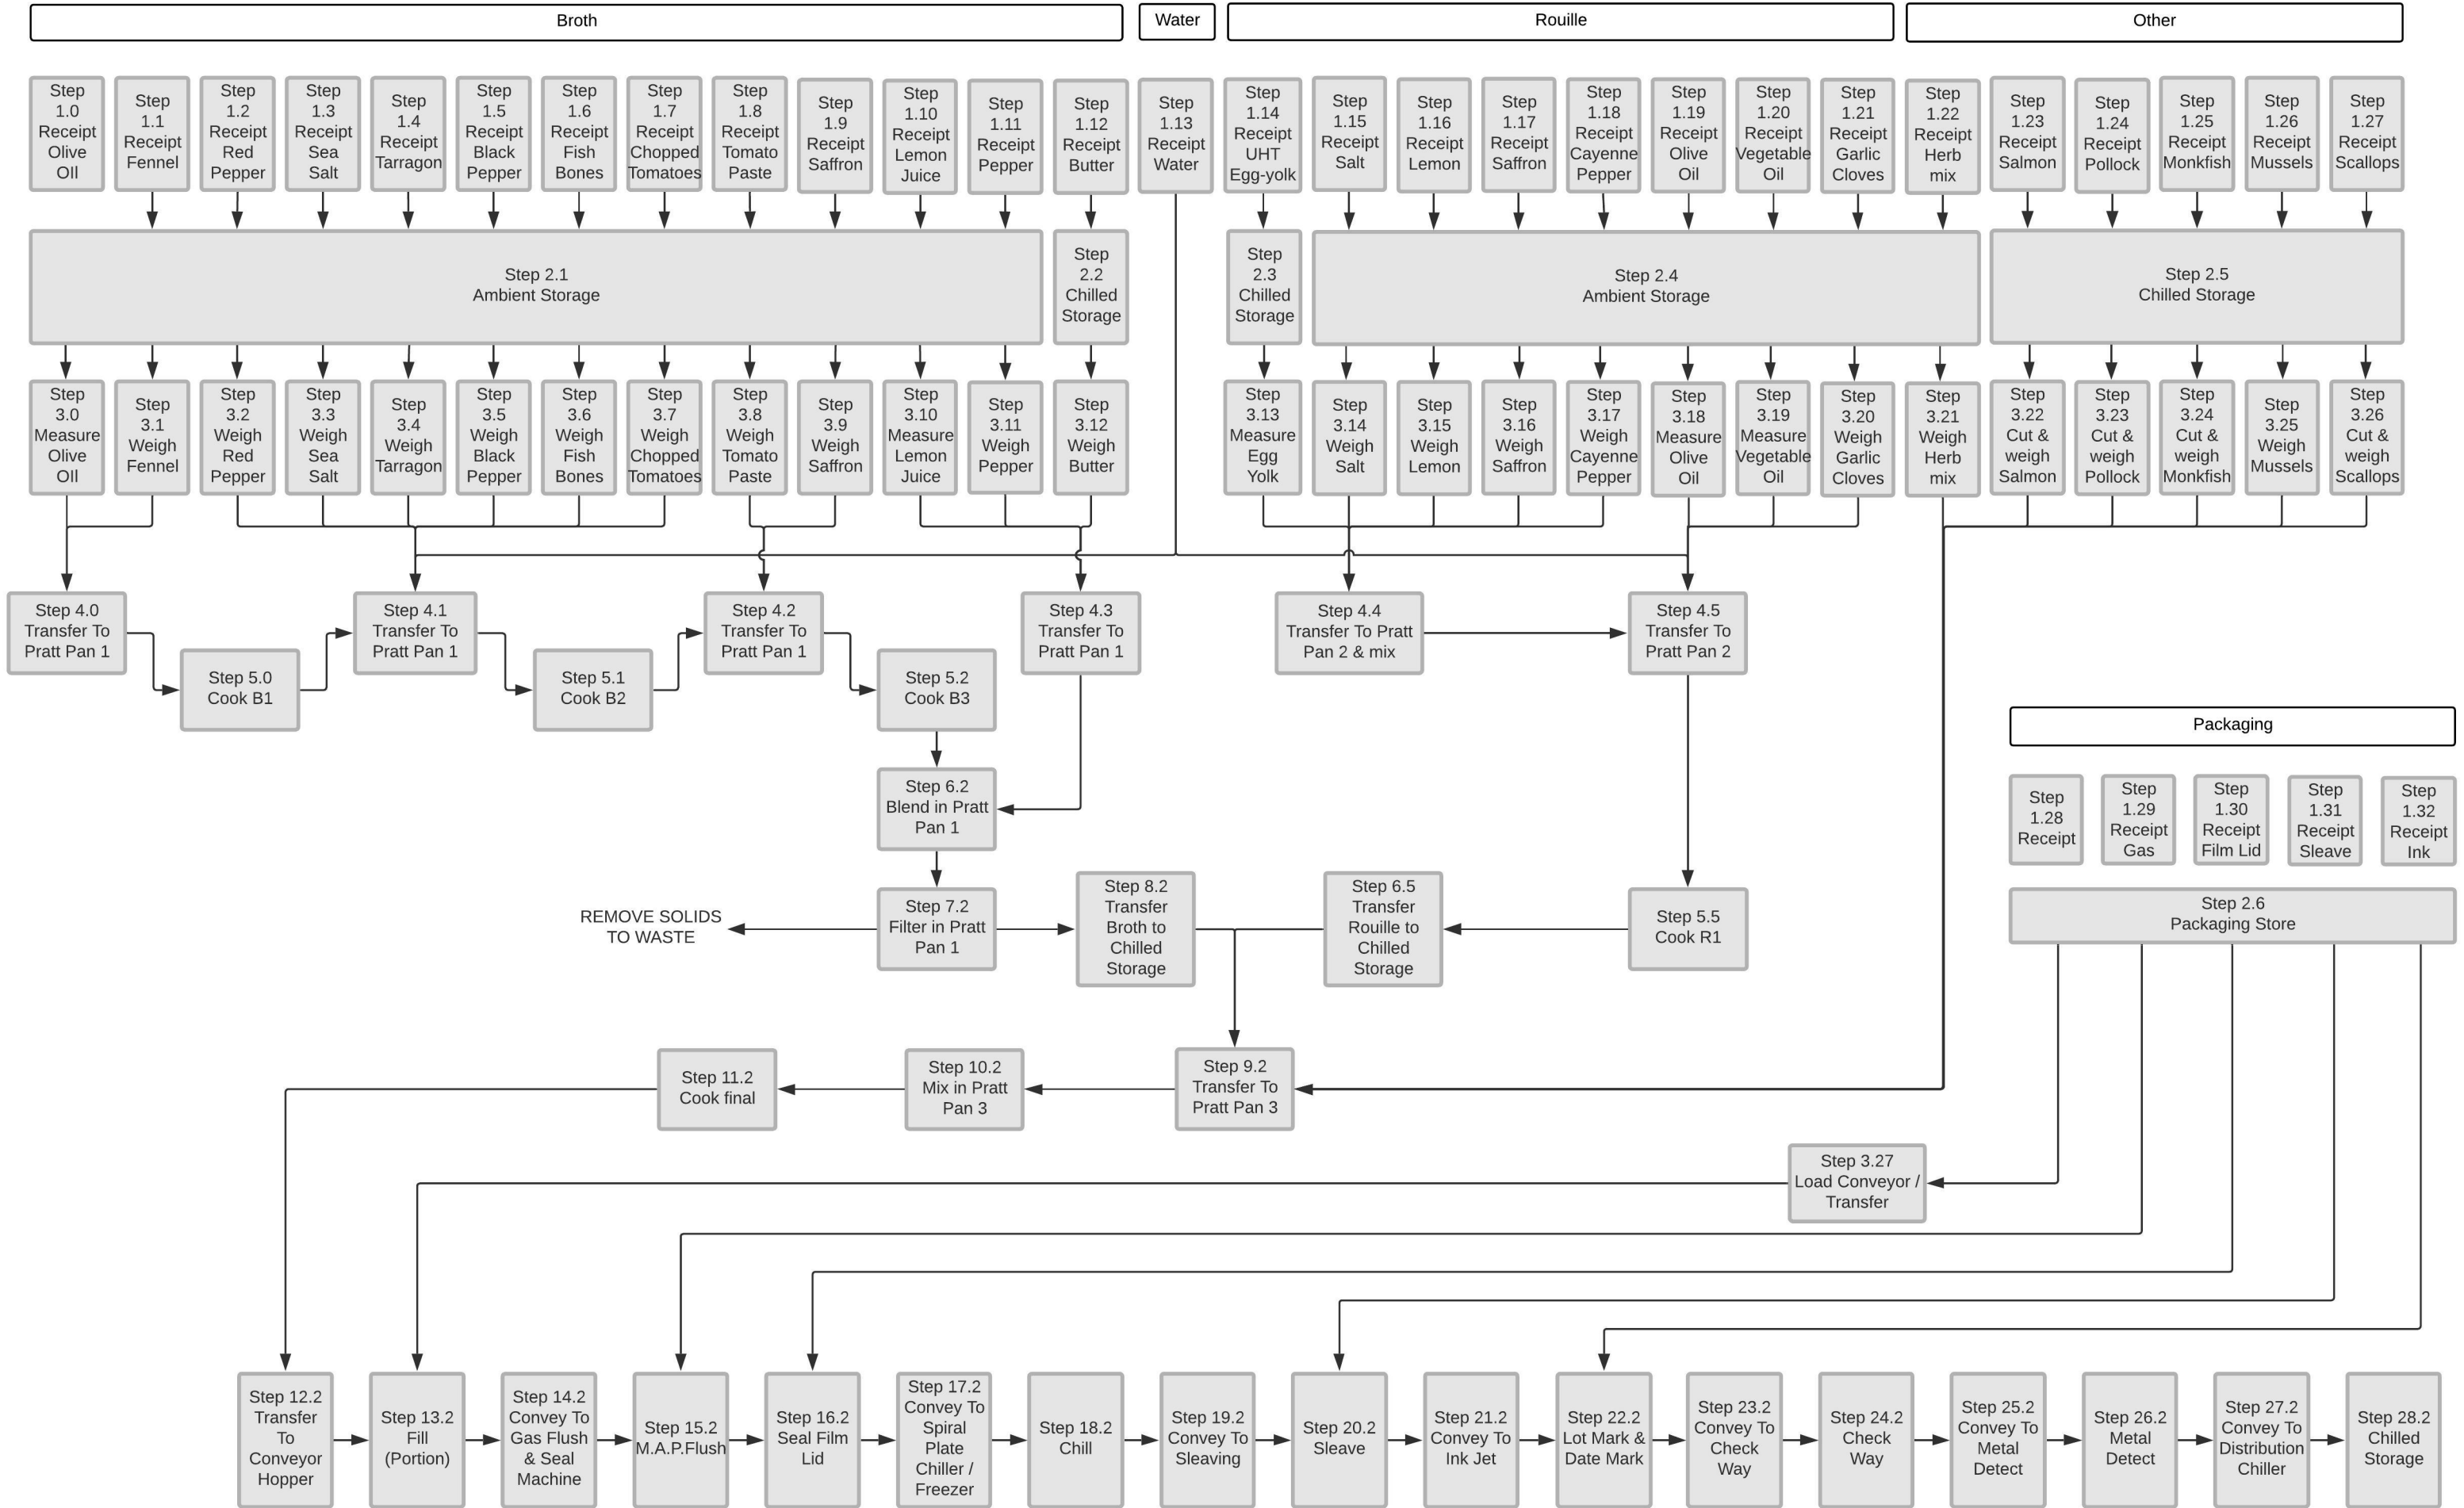 Broth
Water
Rouille
Other
Step
1.0
Receipt
Olive
OIl
Step
1.1
Receipt
Fennel
Step
1.2
Receipt
Red
Pepper
Step
1.3
Receipt
Sea
Salt
Step
1.4
Receipt
Tarragon
Step
1.5
Receipt
Black
Pepper
Step
1.6
Receipt
Fish
Bones
Step
1.7
Receipt
Chopped
Tomatoes
Step
1.8
Receipt
Tomato
Paste
Step
1.9
Receipt
Saffron
Step
1.10
Receipt
Lemon
Juice
Step
1.11
Receipt
Pepper
Step
1.12
Receipt
Butter
Step
1.13
Receipt
Water
Step
1.14
Receipt
UHT
Egg-yolk
Step
1.15
Receipt
Salt
Step
1.16
Receipt
Lemon
Step
1.17
Receipt
Saffron
Step
1.18
Receipt
Cayenne
Pepper
Step
1.19
Receipt
Olive
Oil
Step
1.20
Receipt
Vegetable
Oil
Step
1.21
Receipt
Garlic
Cloves
Step
1.22
Receipt
Herb
mix
Step
1.23
Receipt
Salmon
Step
1.24
Receipt
Pollock
Step
1.25
Receipt
Monkfish
Step
1.26
Receipt
Mussels
Step
1.27
Receipt
Scallops
Step 2.1
Ambient Storage
Step
2.2
Chilled
Storage
Step
2.3
Chilled
Storage
Step 2.4
Ambient Storage
Step 2.5
Chilled Storage
Step
3.0
Measure
Olive
OIl
Step
3.1
Weigh
Fennel
Step
3.2
Weigh
Red
Pepper
Step
3.3
Weigh
Sea
Salt
Step
3.4
Weigh
Tarragon
Step
3.5
Weigh
Black
Pepper
Step
3.6
Weigh
Fish
Bones
Step
3.7
Weigh
Chopped
Tomatoes
Step
3.8
Weigh
Tomato
Paste
Step
3.9
Weigh
Saffron
Step
3.10
Measure
Lemon
Juice
Step
3.11
Weigh
Pepper
Step
3.12
Weigh
Butter
Step
3.13
Measure
Egg
Yolk
Step
3.14
Weigh
Salt
Step
3.15
Weigh
Lemon
Step
3.16
Weigh
Saffron
Step
3.17
Weigh
Cayenne
Pepper
Step
3.18
Measure
Olive
Oil
Step
3.19
Measure
Vegetable
Oil
Step
3.20
Weigh
Garlic
Cloves
Step
3.21
Weigh
Herb
mix
Step
3.22
Cut &
weigh
Salmon
Step
3.23
Cut &
weigh
Pollock
Step
3.24
Cut &
weigh
Monkfish
Step
3.25
Weigh
Mussels
Step
3.26
Cut &
weigh
Scallops
Step 4.0
Transfer To
Pratt Pan 1
Step 4.1
Transfer To
Pratt Pan 1
Step 4.2
Transfer To
Pratt Pan 1
Step 4.3
Transfer To
Pratt Pan 1
Step 4.4
Transfer To Pratt
Pan 2 & mix
Step 4.5
Transfer To
Pratt Pan 2
Step 5.0
Cook B1
Step 5.1
Cook B2
Step 5.2
Cook B3
Packaging
Step 6.2
Blend in Pratt
Pan 1
Step
1.28
Receipt
Step
1.29
Receipt
Gas
Step
1.30
Receipt
Film Lid
Step
1.31
Receipt
Sleave
Step
1.32
Receipt
Ink
REMOVE SOLIDS
TO WASTE
Step 7.2
Filter in Pratt
Pan 1
Step 8.2
Transfer
Broth to
Chilled
Storage
Step 6.5
Transfer
Rouille to
Chilled
Storage
Step 5.5
Cook R1
Step 2.6
Packaging Store
Step 11.2
Cook final
Step 10.2
Mix in Pratt
Pan 3
Step 9.2
Transfer To
Pratt Pan 3
Step 3.27
Load Conveyor /
Transfer
Step 12.2
Transfer
To
Conveyor
Hopper
Step 13.2
Fill
(Portion)
Step 14.2
Convey To
Gas Flush
& Seal
Machine
Step 15.2
M.A.P.Flush
Step 16.2
Seal Film
Lid
Step 17.2
Convey To
Spiral
Plate
Chiller /
Freezer
Step 18.2
Chill
Step 19.2
Convey To
Sleaving
Step 20.2
Sleave
Step 21.2
Convey To
Ink Jet
Step 22.2
Lot Mark &
Date Mark
Step 23.2
Convey To
Check
Way
Step 24.2
Check
Way
Step 25.2
Convey To
Metal
Detect
Step 26.2
Metal
Detect
Step 27.2
Convey To
Distribution
Chiller
Step 28.2
Chilled
Storage